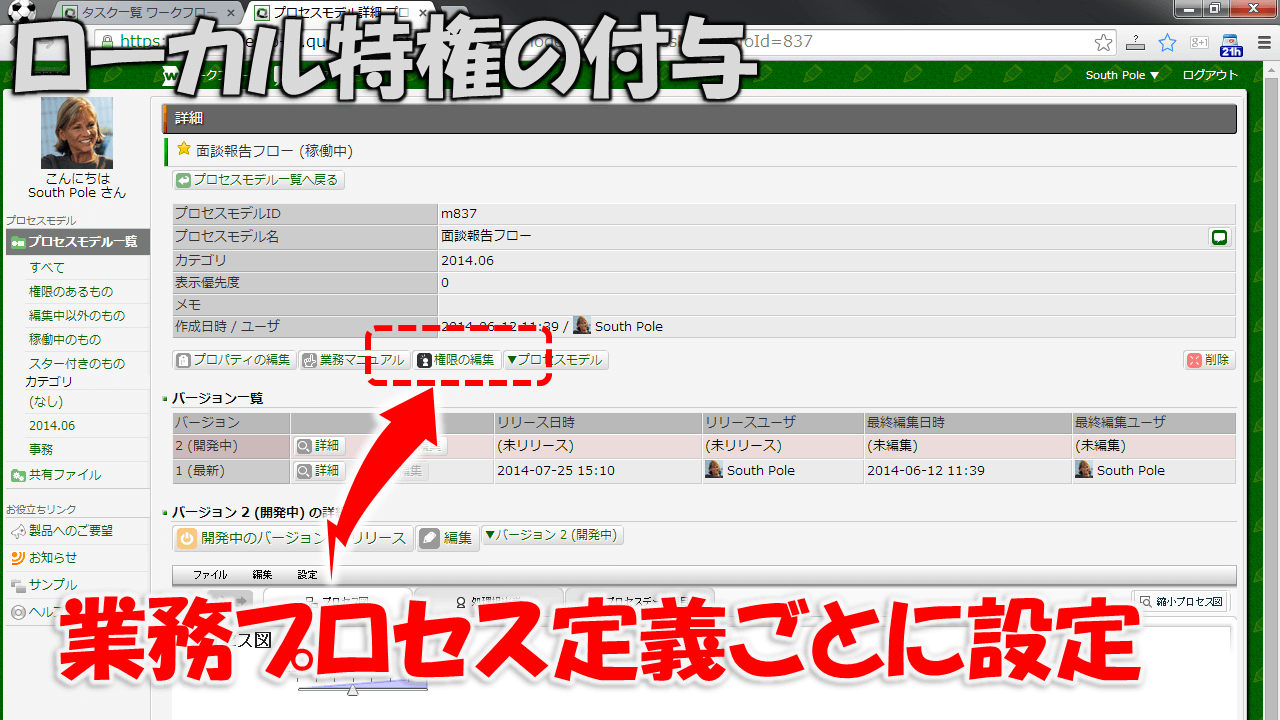 タスク一覧 ワークフロー
プロセスモデル詳細 プロ
ローカル特権の付与
https:
oId=837
21h
South Pole ▼
ログアウト
こんにちは
South Pole さん
プロセスモデル
プロセスモデル一覧
すべて
権限のあるもの
編集中以外のもの
稼働中のもの
スター付きのもの
カテゴリ
(なし)
2014.06
事務
共有ファイル
お役立ちリンク
製品へのご要望
お知らせ
サンプル
詳細
面談報告フロー (稼働中)
プロセスモデル一覧へ戻る
プロセスモデルID m837
プロセスモデル名 面談報告フロー
カテゴリ 2014.06
表示優先度 0
メモ
作成日時 / ユーザ 2014-06-12 11:39 / South Pole
プロパティの編集 業務マニュアル 権限の編集 ▼プロセスモデル 削除
バージョン一覧
バージョン リリース日時 リリースユーザ 最終編集日時 最終編集ユーザ
2 (開発中) 詳細 (未リリース) (未リリース) (未編集) (未編集)
1 (最新) 詳細 2014-07-25 15:10 South Pole 2014-06-12 11:39 South Pole
バージョン 2 (開発中) の詳
開発中のバージョン リリース 編集 ▼バージョン 2 (開発中)
ファイル 編集 設定
縮小プロセス図
業務プロセス定義ごとに設定